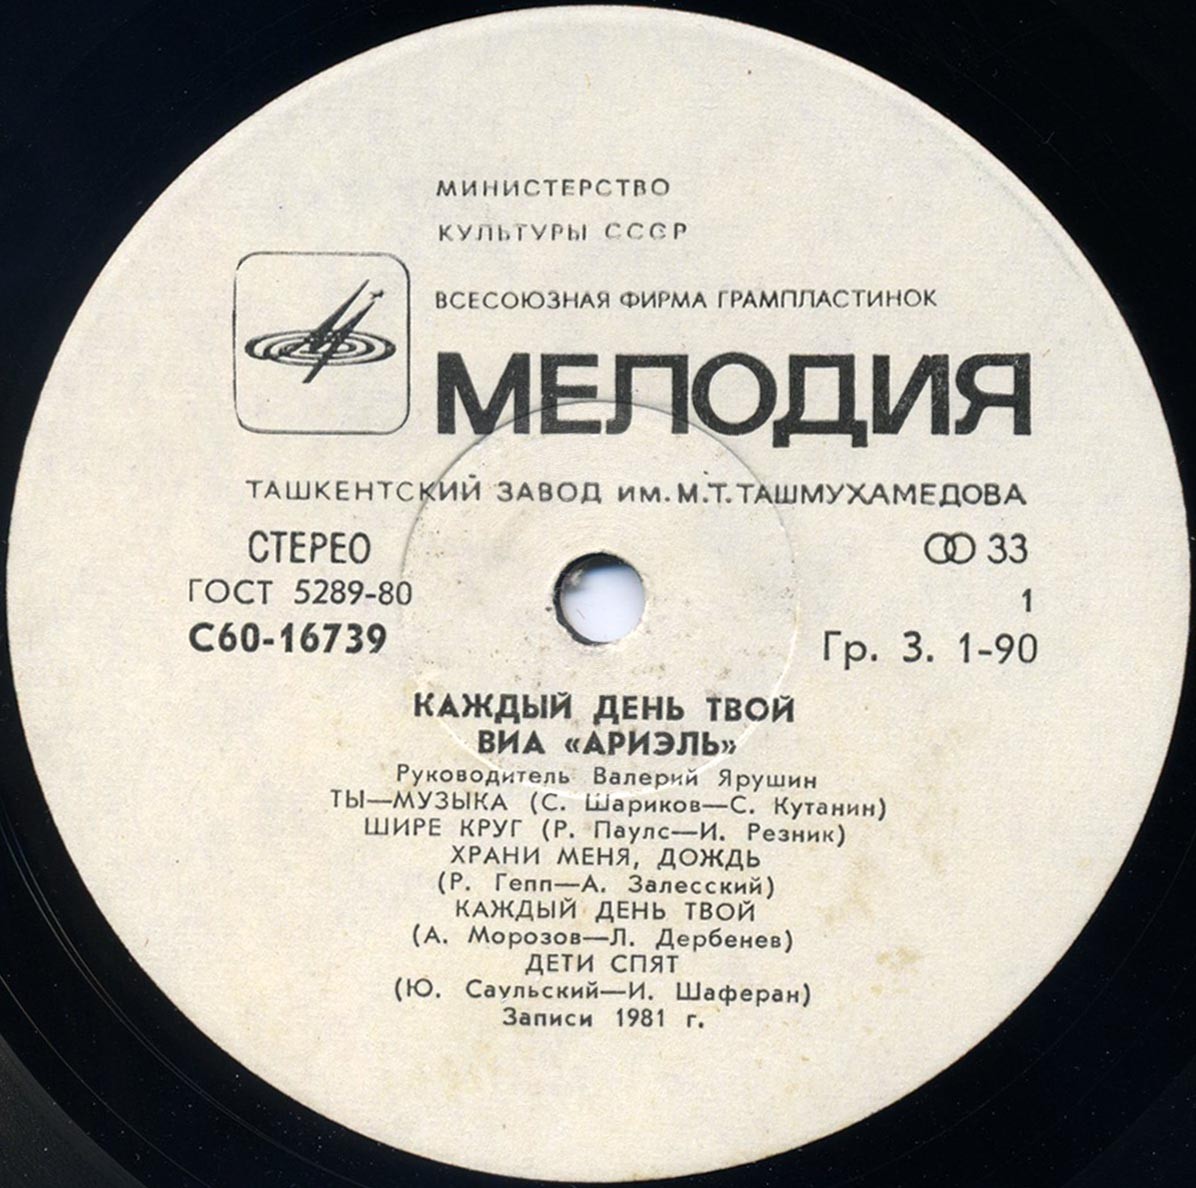 МИНИСТЕРСТВО
КУЛЬТУРЫ СССР
ВСЕСОЮЗНАЯ ФИРМА ГРАМПЛАСТИНОК
МЕЛОДИЯ
ТАШКЕНТСКИЙ ЗАВОД ИМ. М.Т. ТАШМУХАМЕДОВА
СТЕРЕО
ГОСТ 5289-80
С60-16739
33
1
Гр. 3. 1-90
КАЖДЫЙ ДЕНЬ ТВОЙ
ВИА «АРИЭЛЬ»
Руководитель Валерий Ярушин
ТЫ—МУЗЫКА (С. Шариков—С. Кутанин)
ШИРЕ КРУГ (Р. Паулс—И. Резник)
ХРАНИ МЕНЯ, ДОЖДЬ
(Р. Гепп—А. Залесский)
КАЖДЫЙ ДЕНЬ ТВОЙ
(А. Морозов—Л. Дербенев)
ДЕТИ СПЯТ
(Ю. Саульский—И. Шаферан)
Записи 1981 г.